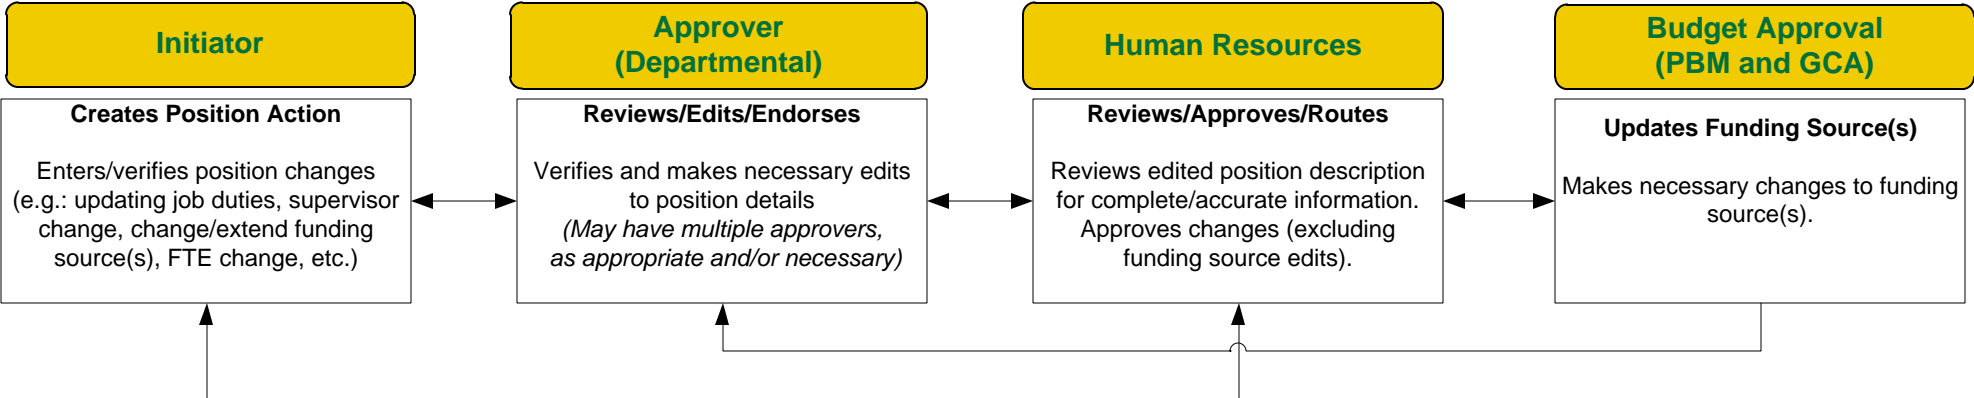 Initiator
Approver
(Departmental)
Human Resources
Budget Approval
(PBM and GCA)
Creates Position Action
Enters/verifies position changes
(e.g.: updating job duties, supervisor
change, change/extend funding
source(s), FTE change, etc.)
Reviews/Edits/Endorses
Verifies and makes necessary edits
to position details
(May have multiple approvers,
as appropriate and/or necessary)
Reviews/Approves/Routes
Reviews edited position description
for complete/accurate information.
Approves changes (excluding
funding source edits).
Updates Funding Source(s)
Makes necessary changes to funding
source(s).